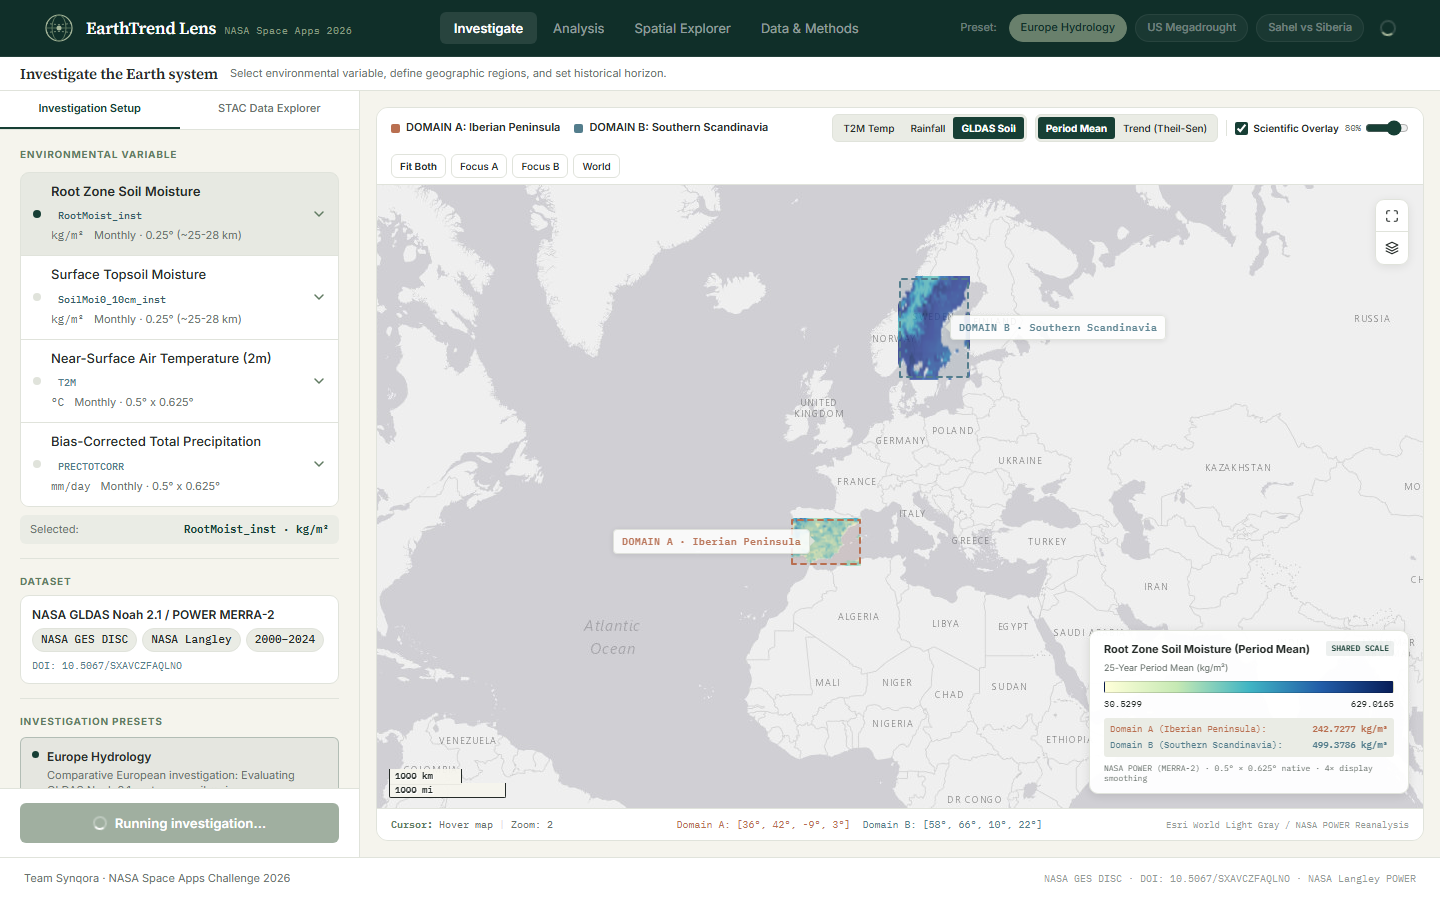 EarthTrend Lens NASA Space Apps 2026
Investigate Analysis Spatial Explorer Data & Methods
Preset: Europe Hydrology US Megadrought Sahel vs Siberia
Investigate the Earth system Select environmental variable, define geographic regions, and set historical horizon.
Investigation Setup STAC Data Explorer
ENVIRONMENTAL VARIABLE
Root Zone Soil Moisture
RootMoist_inst
kg/m² Monthly · 0.25° (~25-28 km)
Surface Topsoil Moisture
SoilMoi0_10cm_inst
kg/m² Monthly · 0.25° (~25-28 km)
Near-Surface Air Temperature (2m)
T2M
°C Monthly · 0.5° x 0.625°
Bias-Corrected Total Precipitation
PRECTOTCORR
mm/day Monthly · 0.5° x 0.625°
Selected: RootMoist_inst · kg/m²
DATASET
NASA GLDAS Noah 2.1 / POWER MERRA-2
NASA GES DISC NASA Langley 2000–2024
DOI: 10.5067/SXAVCZFAQLNO
INVESTIGATION PRESETS
Europe Hydrology
Comparative European investigation: Evaluating
Running investigation...
DOMAIN A: Iberian Peninsula DOMAIN B: Southern Scandinavia
T2M Temp Rainfall GLDAS Soil Period Mean Trend (Theil-Sen) Scientific Overlay 80%
Fit Both Focus A Focus B World
RUSSIA
DOMAIN B · Southern Scandinavia
NORW
UNITED
KINGDOM
POLAND
GERMANY
UKRAINE
KAZAKHSTAN
FRANCE
MO
ITALY
DOMAIN A · Iberian Peninsula
GREECE
TURKEY
IRAN
CH
ALGERIA
LIBYA
EGYPT
SAUDI ARA
Atlantic
Ocean
MALI
NIGER
CHAD
SUDAN
NIGERIA
ETHIOPI
VENEZUELA
COLOMBIA
DR CONGO
1000 km
1000 mi
Root Zone Soil Moisture (Period Mean) SHARED SCALE
25-Year Period Mean (kg/m²)
30.5299 629.0165
Domain A (Iberian Peninsula): 242.7277 kg/m²
Domain B (Southern Scandinavia): 499.3786 kg/m²
NASA POWER (MERRA-2) · 0.5° × 0.625° native · 4× display
smoothing
Cursor: Hover map | Zoom: 2 Domain A: [36°, 42°, -9°, 3°] Domain B: [58°, 66°, 10°, 22°] Esri World Light Gray / NASA POWER Reanalysis
Team Synqora · NASA Space Apps Challenge 2026
NASA GES DISC · DOI: 10.5067/SXAVCZFAQLNO · NASA Langley POWER